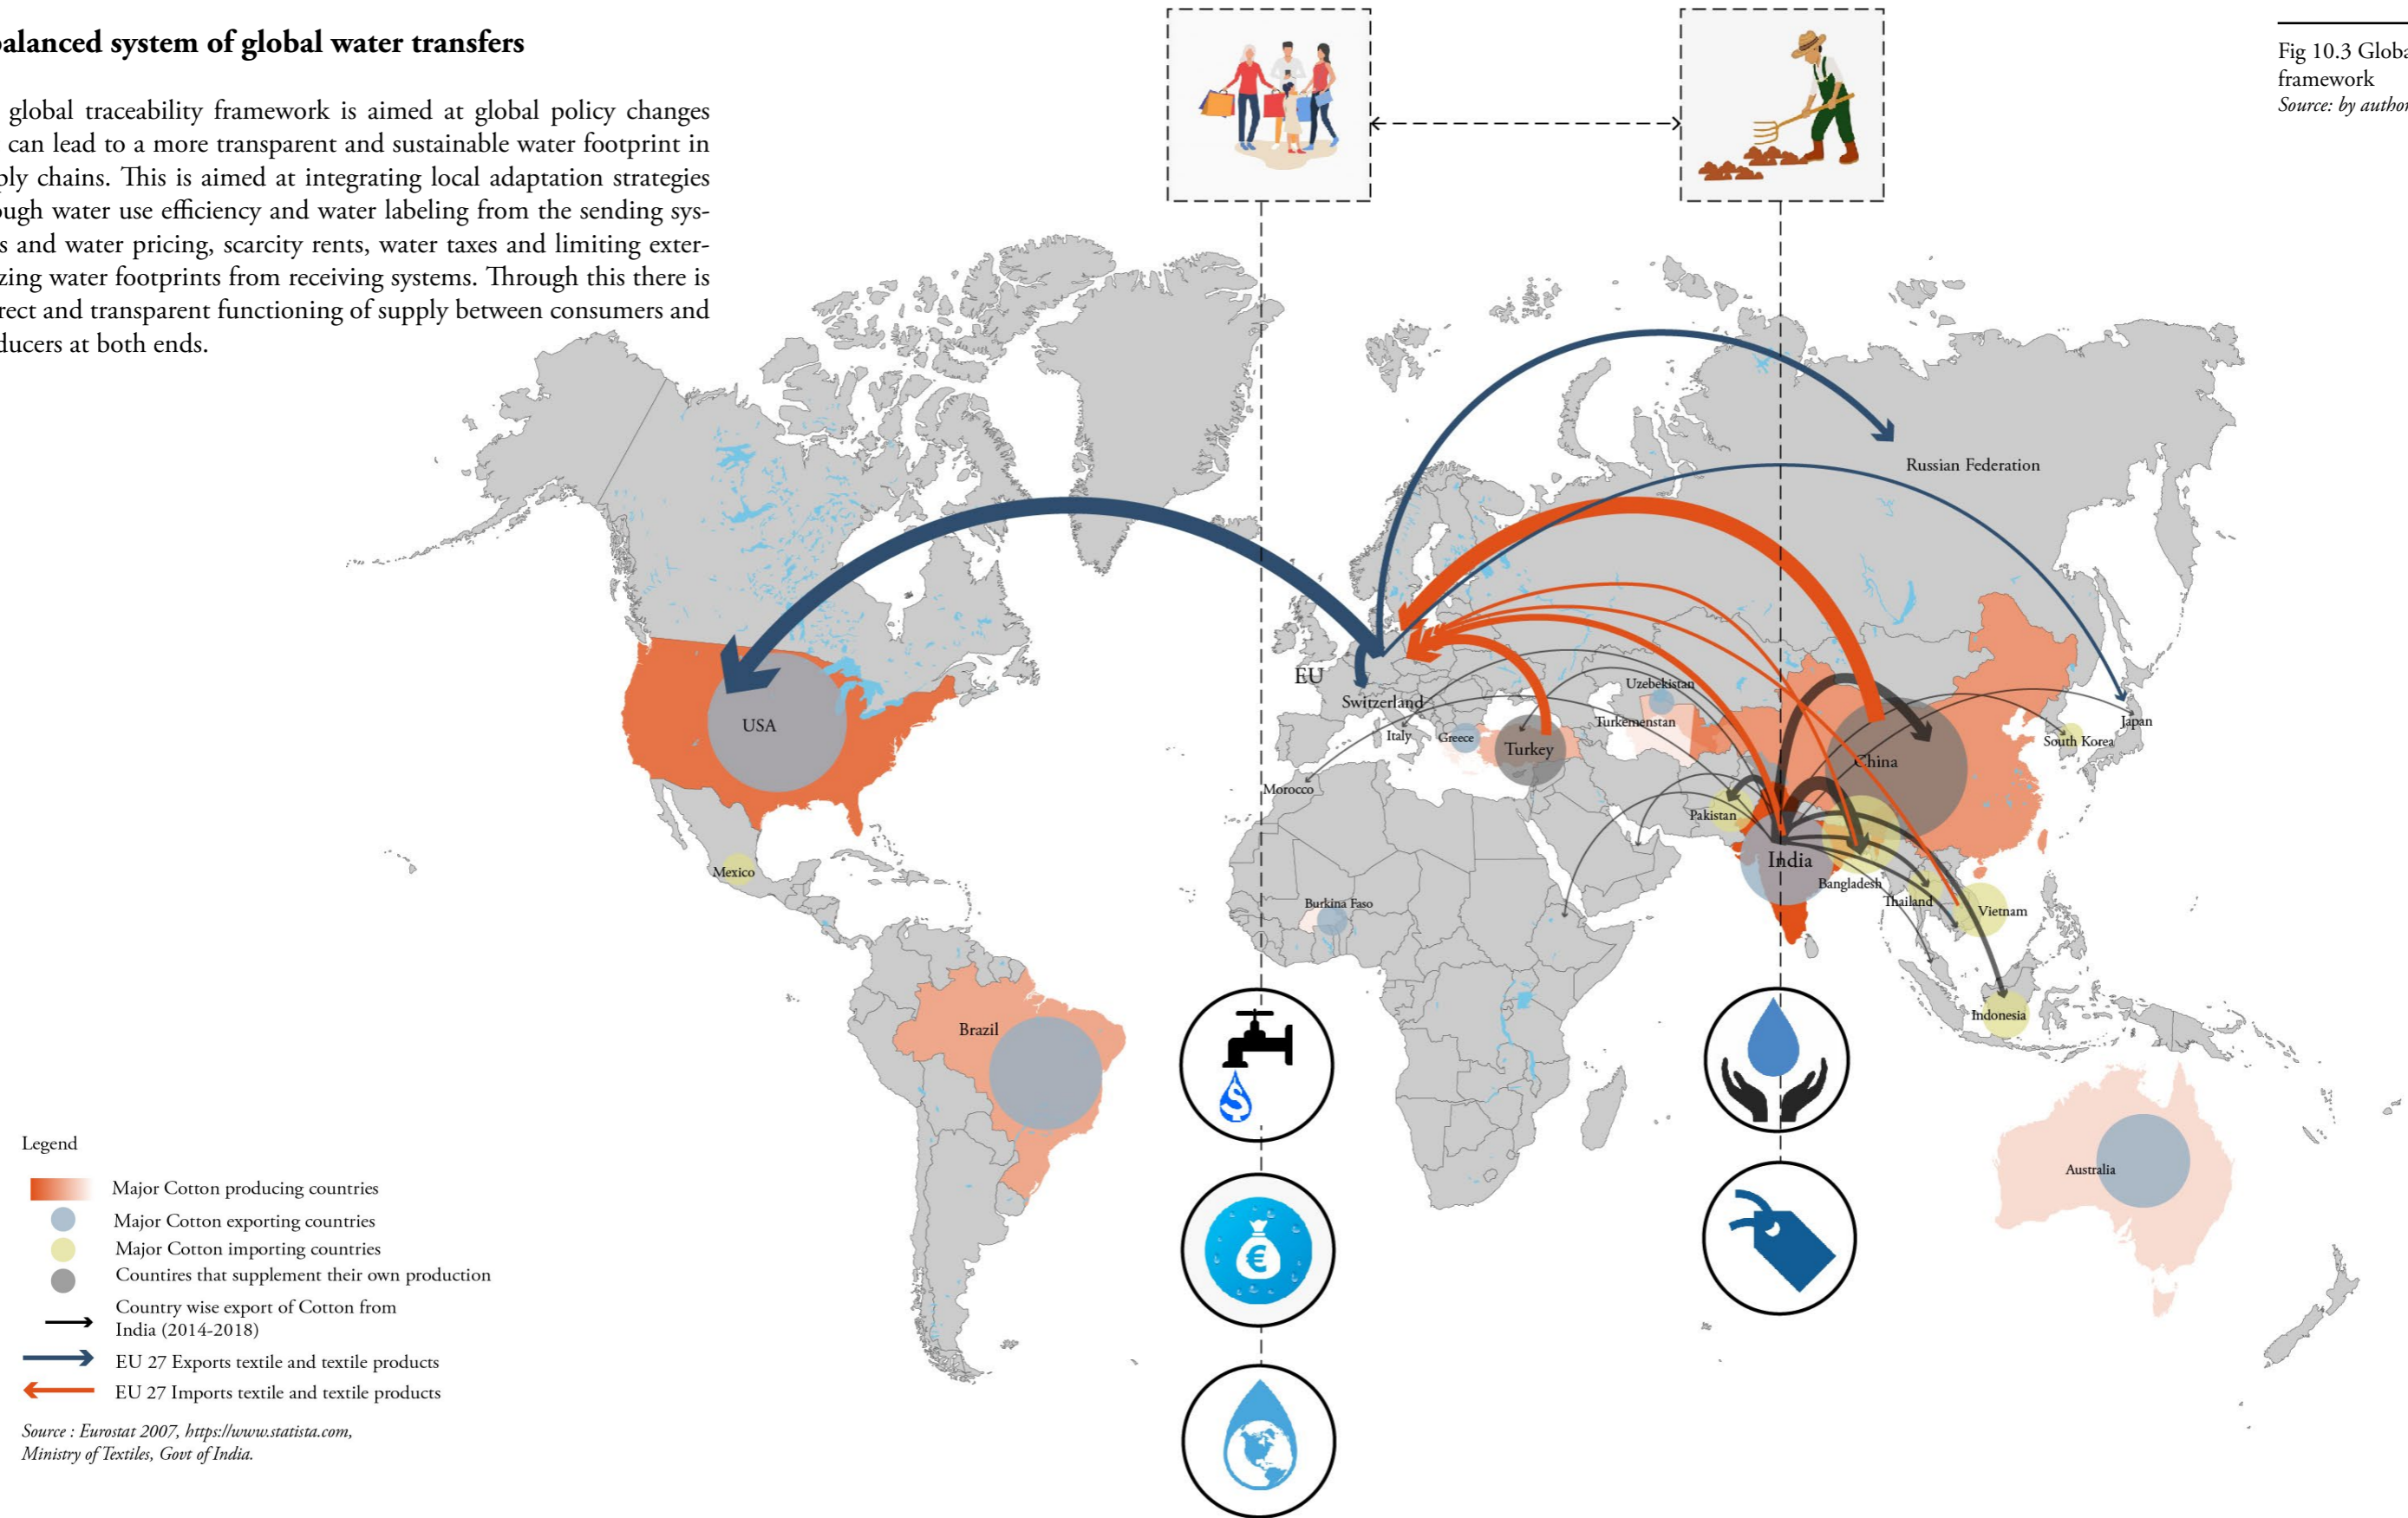 balanced system of global water transfers
global traceability framework is aimed at global policy changes
can lead to a more transparent and sustainable water footprint in
ply chains. This is aimed at integrating local adaptation strategies
ough water use efficiency and water labeling from the sending sys-
s and water pricing, scarcity rents, water taxes and limiting exter-
zing water footprints from receiving systems. Through this there is
rect and transparent functioning of supply between consumers and
ducers at both ends.
Fig 10.3 Globa
framework
Source: by author
Russian Federation
EU
Switzerland
Italy
Greece
Turkey
Uzebekistan
Turkemenstan
China
Japan
South Korea
USA
Morocco
Pakistan
India
Bangladesh
Thailand
Vietnam
Mexico
Burkina Faso
Indonesia
Brazil
Australia
$
€
Legend
Major Cotton producing countries
Major Cotton exporting countries
Major Cotton importing countries
Countires that supplement their own production
Country wise export of Cotton from
India (2014-2018)
EU 27 Exports textile and textile products
EU 27 Imports textile and textile products
Source : Eurostat 2007, https://www.statista.com,
Ministry of Textiles, Govt of India.